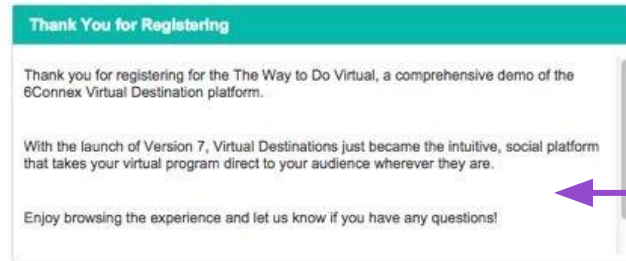 Thank You for Registering
Thank you for registering for the The Way to Do Virtual, a comprehensive demo of the
6Connex Virtual Destination platform.
With the launch of Version 7, Virtual Destinations just became the intuitive, social platform
that takes your virtual program direct to your audience wherever they are.
Enjoy browsing the experience and let us know if you have any questions!